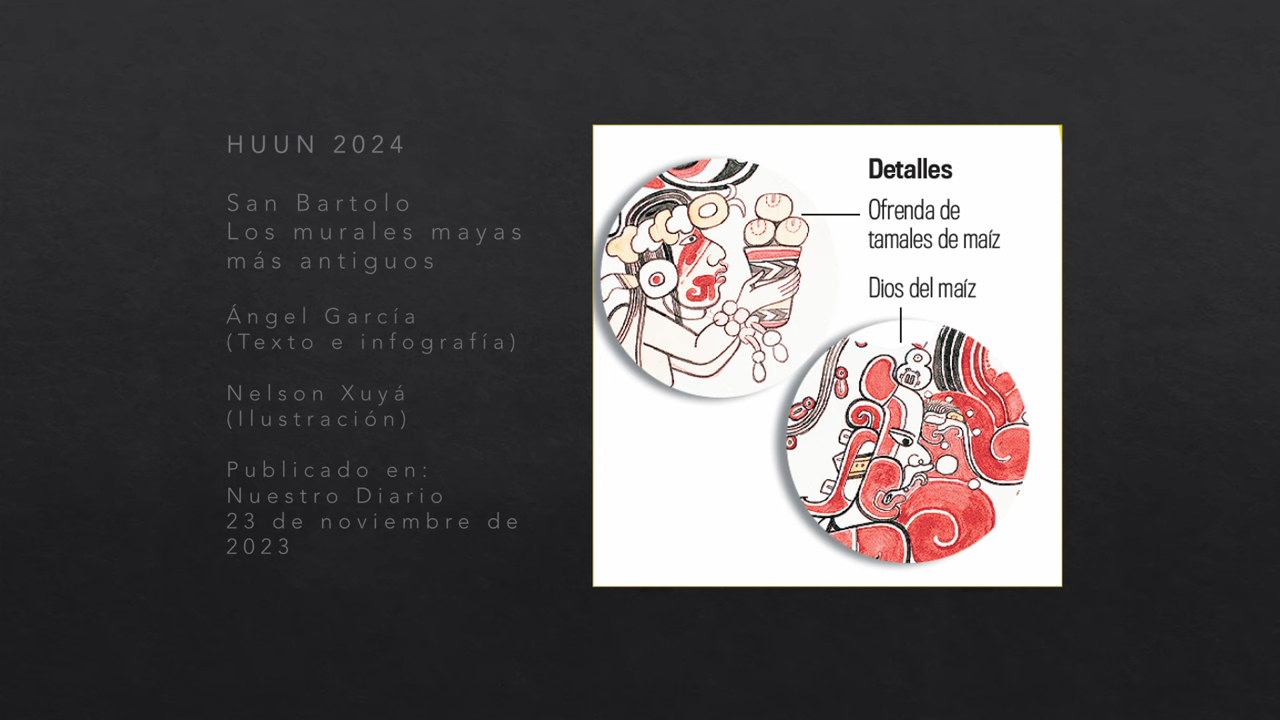 HUUN 2024
San Bartolo
Los murales mayas
más antiguos
Ángel García
(Texto e infografía)
Nelson Xuyá
(Ilustración)
Publicado en:
Nuestro Diario
23 de noviembre de
2023
Detalles
Ofrenda de
tamales de maíz
Dios del maíz